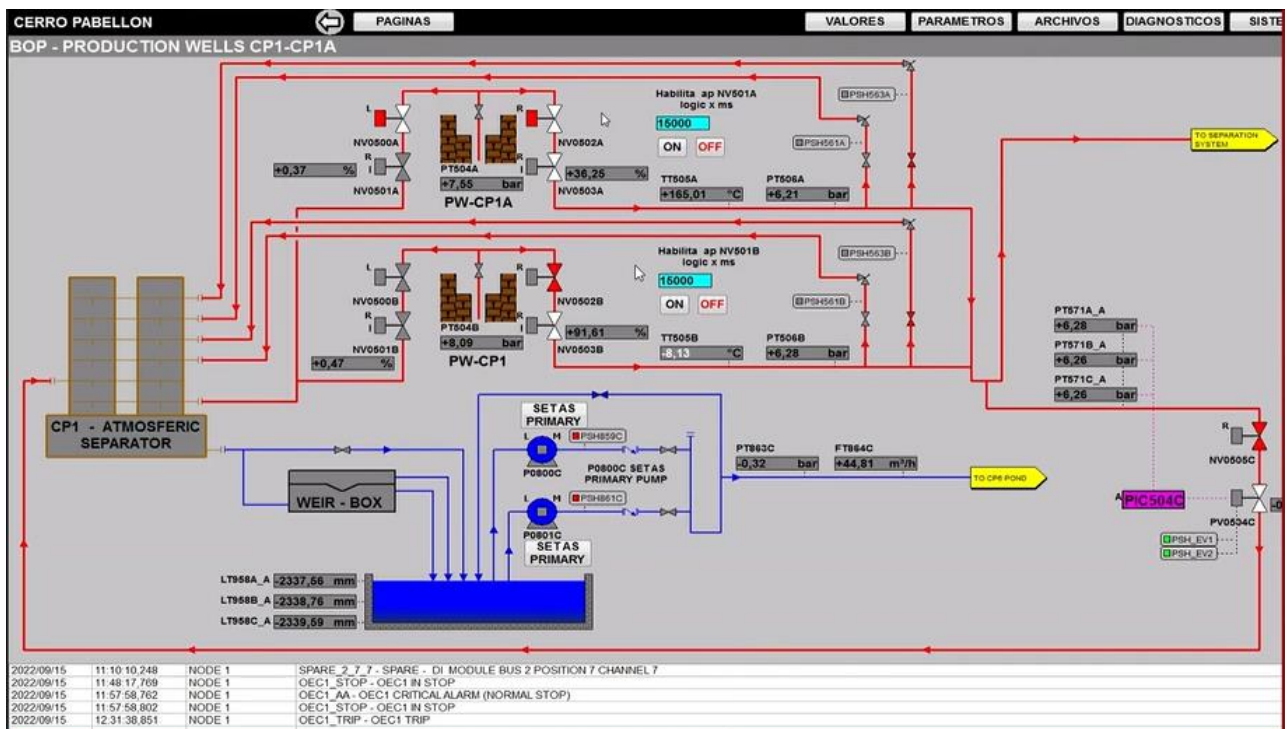 CERRO PABELLON
PAGINAS
VALORES
PARAMETROS
ARCHIVOS
DIAGNOSTICOS
SISTE
BOP - PRODUCTION WELLS CP1-CP1A
L
NV0500A
R
I
NV0501A
+0,37 %
PT504A
+7,55 bar
PW-CP1A
R
NV0502A
R
I
NV0503A
+36,25 %
Habilita ap NV501A
logic x ms
15000
ON OFF
TT505A
+165,01 °C
PT506A
+6,21 bar
PSH563A
PSH561A
TO SEPARATION
SYSTEM
L
NV0500B
R
I
NV0501B
+0,47 %
PT504B
+8,09 bar
PW-CP1
R
NV0502B
R
I
NV0503B
+91,61 %
Habilita ap NV501B
logic x ms
15000
ON OFF
TT505B
-8,13 °C
PT506B
+6,28 bar
PSH563B
PSH561B
PT571A_A
+6,28 bar
PT571B_A
+6,26 bar
PT571C_A
+6,26 bar
CP1 - ATMOSFERIC
SEPARATOR
WEIR - BOX
SETAS
PRIMARY
L M
PSH859C
P0800C
P0800C SETAS
PRIMARY PUMP
L M
PSH861C
P0801C
SETAS
PRIMARY
PT863C
-0,32 bar
FT864C
+44,81 m³/h
TO CP6 POND
R
NV0505C
A
PIC504C
PV0534C
PSH_EV1
PSH_EV2
LT958A_A -2337,56 mm
LT958B_A -2338,76 mm
LT958C_A -2339,59 mm
2022/09/15 11:10:10,248 NODE 1 SPARE_2_7_7 - SPARE - DI MODULE BUS 2 POSITION 7 CHANNEL 7
2022/09/15 11:48:17,769 NODE 1 OEC1_STOP - OEC1 IN STOP
2022/09/15 11:57:58,762 NODE 1 OEC1_AA - OEC1 CRITICAL ALARM (NORMAL STOP)
2022/09/15 11:57:58,802 NODE 1 OEC1_STOP - OEC1 IN STOP
2022/09/15 12:31:38,851 NODE 1 OEC1_TRIP - OEC1 TRIP